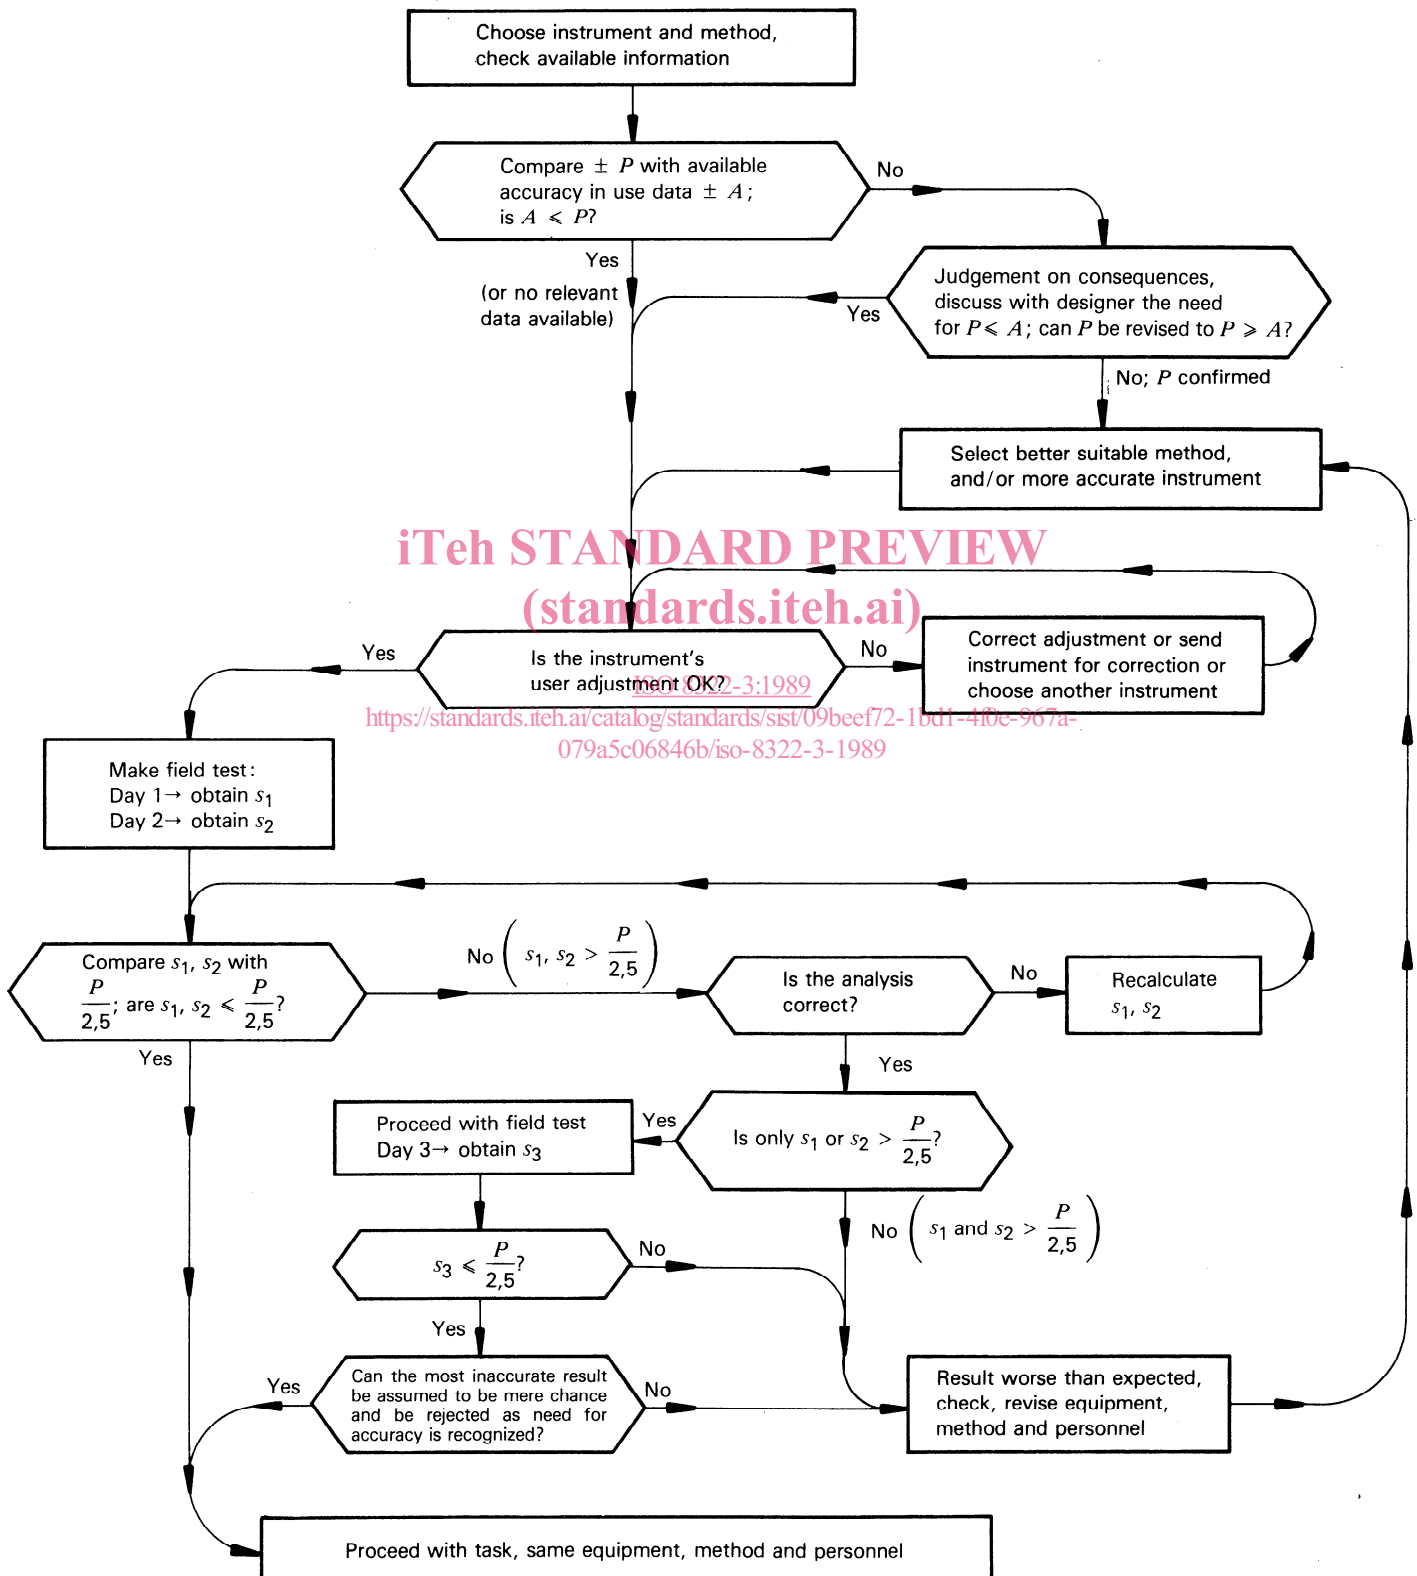 Choose instrument and method,
check available information
Compare ± P with available
accuracy in use data ± A;
is A ⩽ P?
No
Yes
(or no relevant
data available)
Judgement on consequences,
discuss with designer the need
for P ⩽ A; can P be revised to P ⩾ A?
Yes
No; P confirmed
Select better suitable method,
and/or more accurate instrument
iTeh STANDARD PREVIEW
(standards.iteh.ai)
Is the instrument's
user adjustment OK?
Yes
No
Correct adjustment or send
instrument for correction or
choose another instrument
ISO 8322-3:1989
https://standards.iteh.ai/catalog/standards/sist/09beef72-1bd1-4f0e-967a-
079a5c06846b/iso-8322-3-1989
Make field test:
Day 1→ obtain s1
Day 2→ obtain s2
Compare s1, s2 with
P/2,5; are s1, s2 ⩽ P/2,5?
No (s1, s2 > P/2,5)
Yes
Is the analysis
correct?
No
Recalculate
s1, s2
Yes
Is only s1 or s2 > P/2,5?
Yes
Proceed with field test
Day 3→ obtain s3
No (s1 and s2 > P/2,5)
s3 ⩽ P/2,5?
No
Yes
Can the most inaccurate result
be assumed to be mere chance
and be rejected as need for
accuracy is recognized?
Yes
No
Result worse than expected,
check, revise equipment,
method and personnel
Proceed with task, same equipment, method and personnel